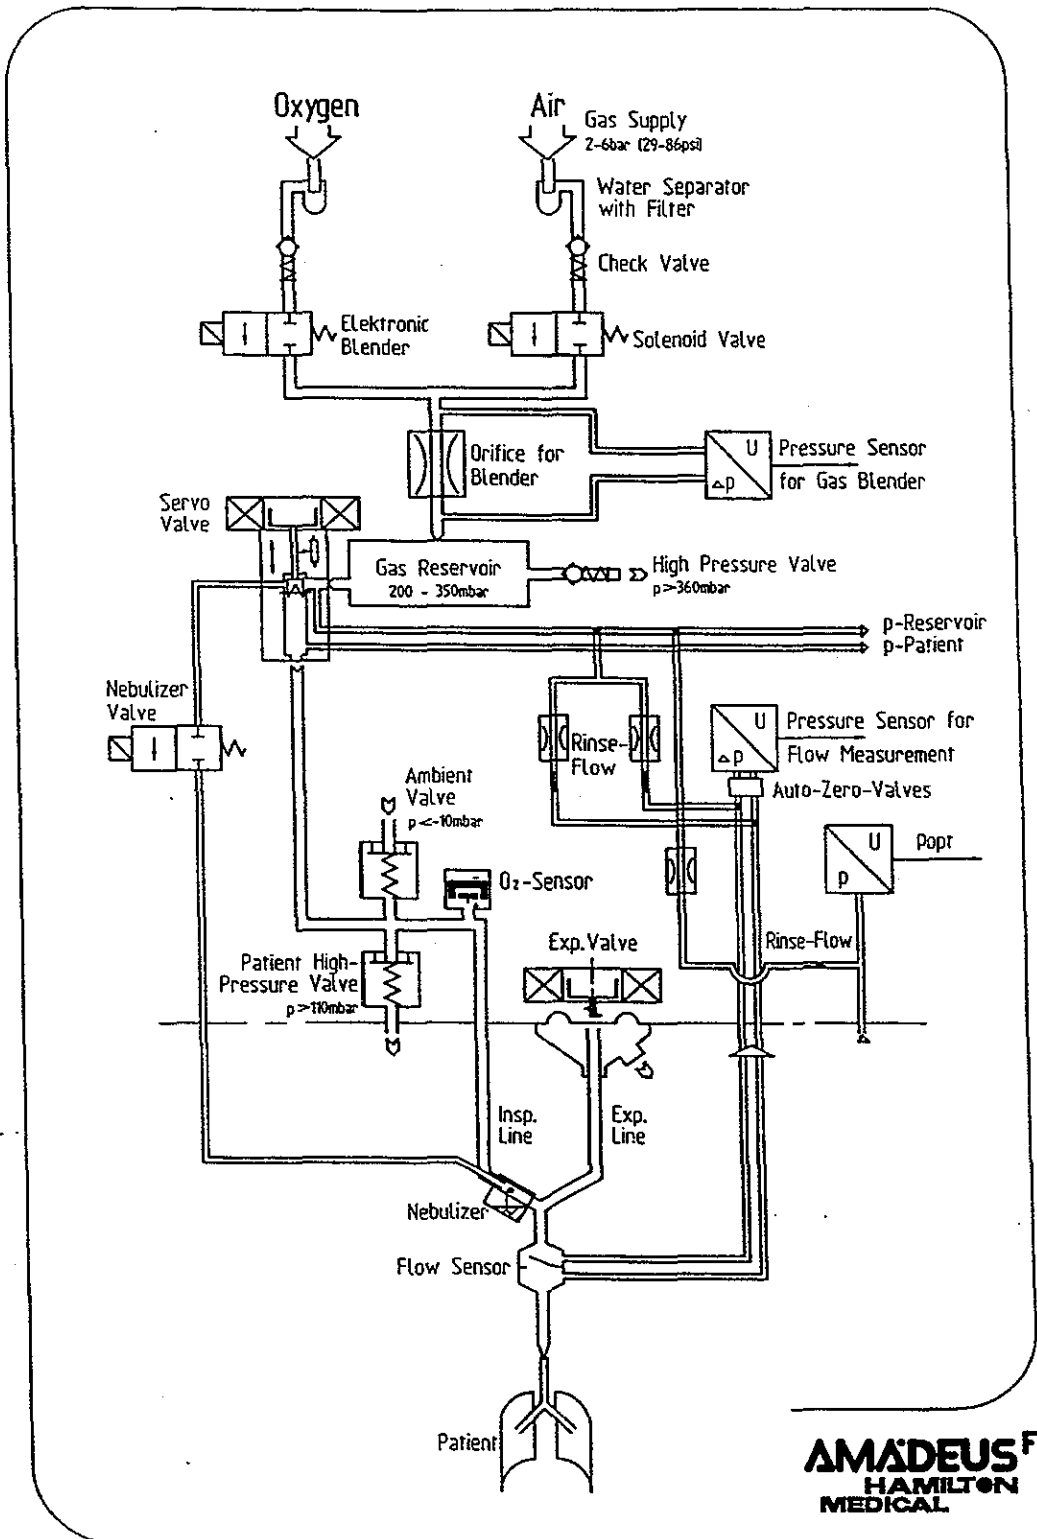 Oxygen
Air
Gas Supply
2-6bar (29-86psi)
Water Separator
with Filter
Check Valve
Elektronic
Blender
Solenoid Valve
Orifice for
Blender
U
Δp
Pressure Sensor
for Gas Blender
Servo
Valve
Gas Reservoir
200 - 350mbar
High Pressure Valve
p>360mbar
p-Reservoir
p-Patient
Nebulizer
Valve
Rinse-
Flow
U
Δp
Pressure Sensor for
Flow Measurement
Auto-Zero-Valves
Ambient
Valve
p<-10mbar
U
p
Popt
O₂-Sensor
Exp. Valve
Rinse-Flow
Patient High-
Pressure Valve
p>110mbar
Insp.
Line
Exp.
Line
Nebulizer
Flow Sensor
Patient
AMADEUS F
HAMILTON
MEDICAL